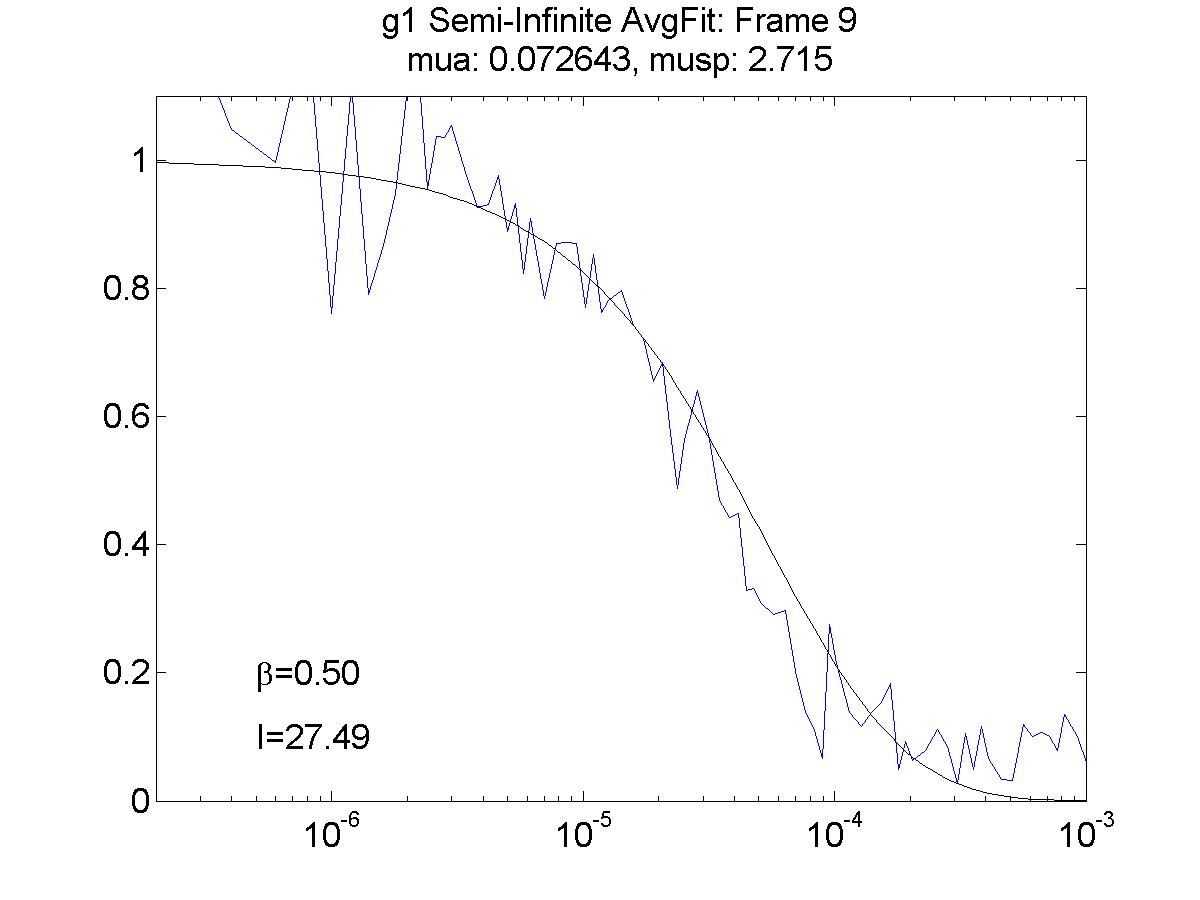 g1 Semi-Infinite AvgFit: Frame 9
mua: 0.072643, musp: 2.715
1
0.8
0.6
0.4
0.2
0
β=0.50
I=27.49
10^-6
10^-5
10^-4
10^-3